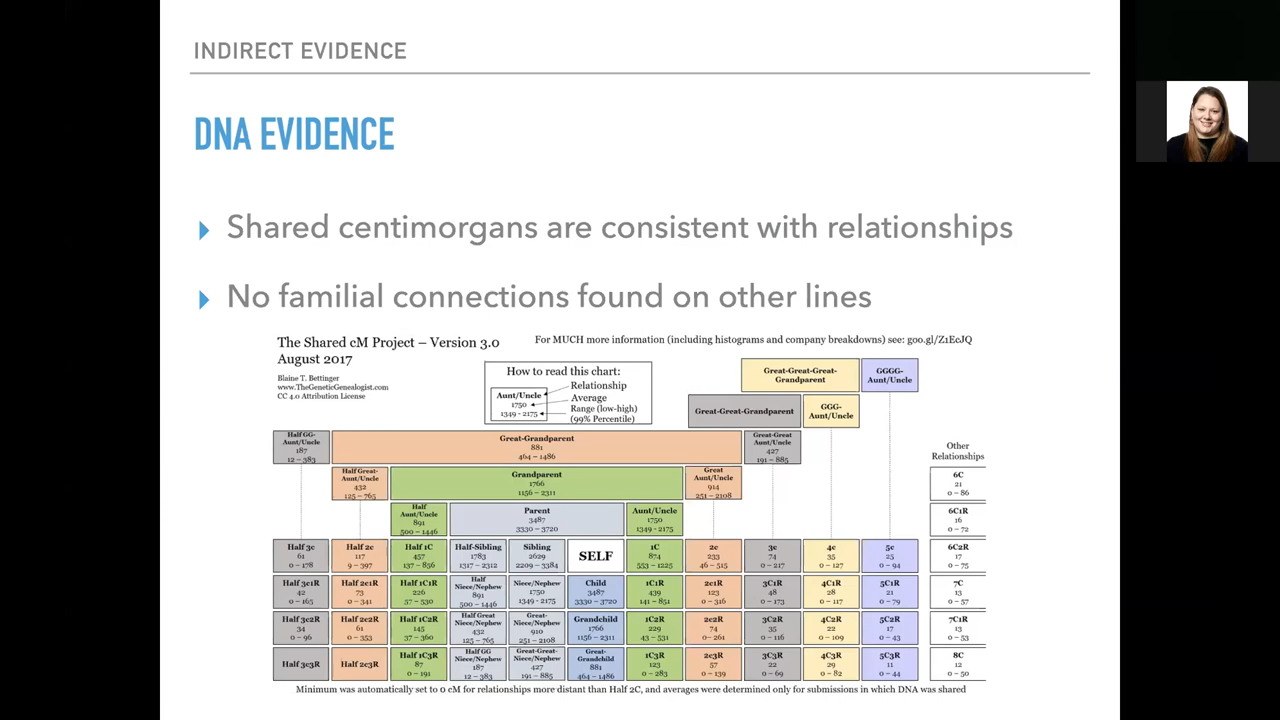 INDIRECT EVIDENCE
DNA EVIDENCE
Shared centimorgans are consistent with relationships
No familial connections found on other lines
The Shared cM Project – Version 3.0
August 2017
For MUCH more information (including histograms and company breakdowns) see: goo.gl/Z1EcJQ
Blaine T. Bettinger
www.TheGeneticGenealogist.com
CC 4.0 Attribution License
How to read this chart:
Aunt/Uncle
1750
1349 - 2175
Relationship
Average
Range (low-high)
(99% Percentile)
Great-Great-Great-
Grandparent
GGGG-
Aunt/Uncle
Great-Great-Grandparent
GGG-
Aunt/Uncle
Half GG-
Aunt/Uncle
187
12 – 383
Great-Grandparent
881
464 – 1486
Great-Great
Aunt/Uncle
427
191 – 885
Other
Relationships
Half Great-
Aunt/Uncle
432
125 – 765
Grandparent
1766
1156 – 2311
Great
Aunt/Uncle
914
251 – 2108
6C
21
0 – 86
Half
Aunt/Uncle
891
500 – 1446
Parent
3487
3330 – 3720
Aunt/Uncle
1750
1349 - 2175
6C1R
16
0 – 72
Half 3c
61
0 – 178
Half 2c
117
9 – 397
Half 1C
457
137 – 856
Half-Sibling
1783
1317 – 2312
Sibling
2629
2209 – 3384
SELF
1C
874
553 – 1225
2c
233
46 – 515
3c
74
0 – 217
4c
35
0 – 127
5c
25
0 – 94
6C2R
17
0 – 75
Half 3c1R
42
0 – 165
Half 2c1R
73
0 – 341
Half 1C1R
226
57 – 530
Half
Niece/Nephew
891
500 – 1446
Niece/Nephew
1750
1349 - 2175
Child
3487
3330 – 3720
1C1R
439
141 – 851
2c1R
123
0 – 316
3C1R
48
0 – 173
4C1R
28
0 – 117
5C1R
21
0 – 79
7C
13
0 – 57
Half 3c2R
34
0 – 96
Half 2c2R
61
0 – 353
Half 1C2R
145
37 – 360
Half Great
Niece/Nephew
432
125 – 765
Great-
Niece/Nephew
910
251 – 2108
Grandchild
1766
1156 – 2311
1C2R
229
43 – 531
2c2R
74
0–261
3C2R
35
0 – 116
4C2R
22
0 – 109
5C2R
17
0 – 43
7C1R
13
0 – 53
Half 3c3R
Half 2c3R
Half 1C3R
87
0 – 191
Half GG
Niece/Nephew
187
12 – 383
Great-Great-
Niece/Nephew
427
191 – 885
Great-
Grandchild
881
464 – 1486
1C3R
123
0 – 283
2c3R
57
0 – 139
3C3R
22
0 – 69
4C3R
29
0 – 82
5C3R
11
0 – 44
8C
12
0 – 50
Minimum was automatically set to 0 cM for relationships more distant than Half 2C, and averages were determined only for submissions in which DNA was shared